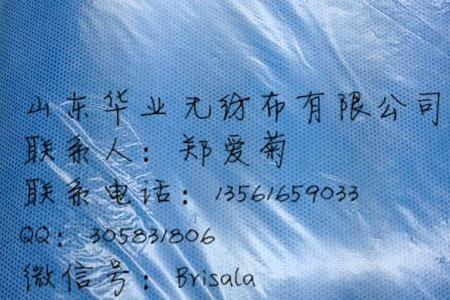 山东华业无纺布有限公司
联系人：郑爱菊
联系电话：13561659033
QQ：305831806
微信号：Brisala